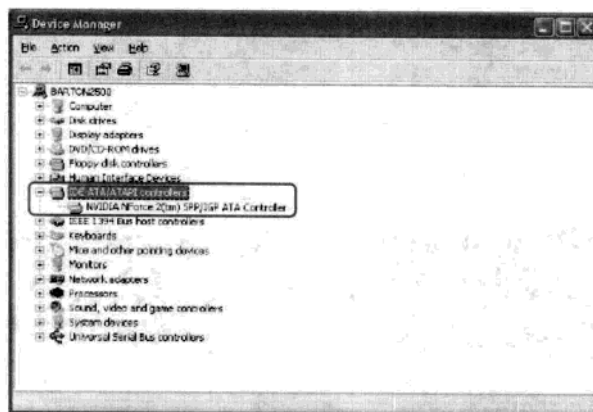 Device Manager
File Action View Help
BARTON2500
Computer
Disk drives
Display adapters
DVD/CD-ROM drives
Floppy disk controllers
Human Interface Devices
IDE ATA/ATAPI controllers
NVIDIA NForce 2(tm) SPP/IGP ATA Controller
IEEE 1394 Bus host controllers
Keyboards
Mice and other pointing devices
Monitors
Network adapters
Processors
Sound, video and game controllers
System devices
Universal Serial Bus controllers